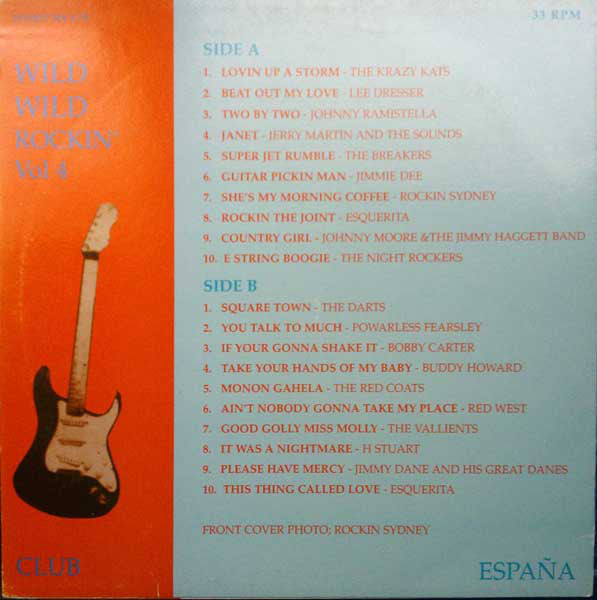 33 RPM
WILD
WILD
ROCKIN'
Vol 4
SIDE A
1. LOVIN UP A STORM - THE KRAZY KATS
2. BEAT OUT MY LOVE - LEE DRESSER
3. TWO BY TWO - JOHNNY RAMISTELLA
4. JANET - JERRY MARTIN AND THE SOUNDS
5. SUPER JET RUMBLE - THE BREAKERS
6. GUITAR PICKIN MAN - JIMMIE DEE
7. SHE'S MY MORNING COFFEE - ROCKIN SYDNEY
8. ROCKIN THE JOINT - ESQUERITA
9. COUNTRY GIRL - JOHNNY MOORE &THE JIMMY HAGGETT BAND
10. E STRING BOOGIE - THE NIGHT ROCKERS
SIDE B
1. SQUARE TOWN - THE DARTS
2. YOU TALK TO MUCH - POWARLESS FEARSLEY
3. IF YOUR GONNA SHAKE IT - BOBBY CARTER
4. TAKE YOUR HANDS OF MY BABY - BUDDY HOWARD
5. MONON GAHELA - THE RED COATS
6. AIN'T NOBODY GONNA TAKE MY PLACE - RED WEST
7. GOOD GOLLY MISS MOLLY - THE VALLIENTS
8. IT WAS A NIGHTMARE - H STUART
9. PLEASE HAVE MERCY - JIMMY DANE AND HIS GREAT DANES
10. THIS THING CALLED LOVE - ESQUERITA
FRONT COVER PHOTO; ROCKIN SYDNEY
CLUB
ESPAÑA